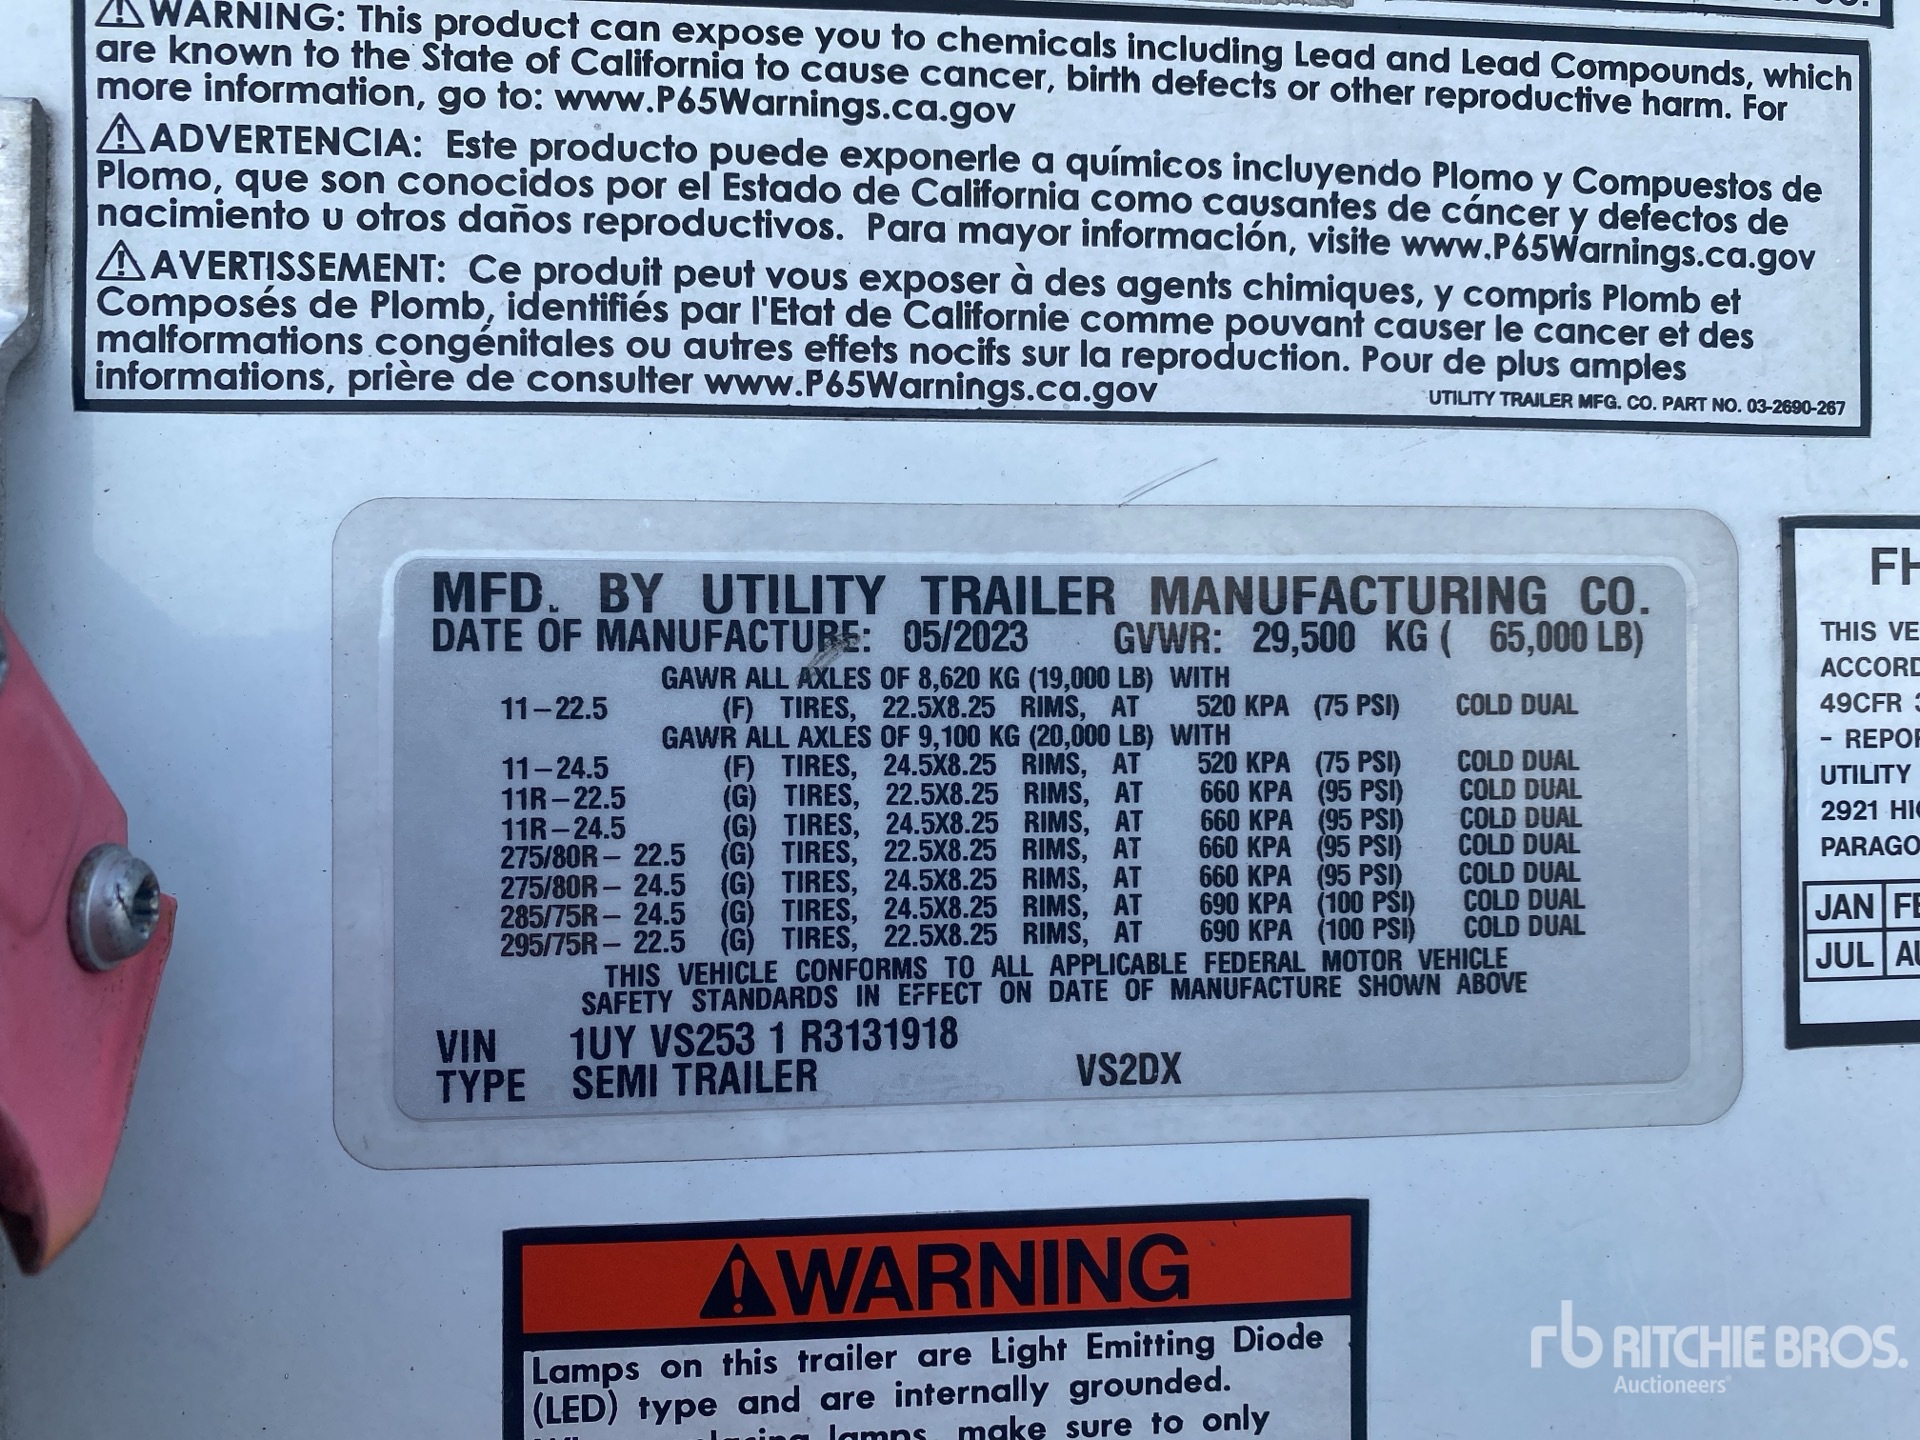 ⚠WARNING: This product can expose you to chemicals including Lead and Lead Compounds, which
are known to the State of California to cause cancer, birth defects or other reproductive harm. For
more information, go to: www.P65Warnings.ca.gov
⚠ADVERTENCIA: Este producto puede exponerle a químicos incluyendo Plomo y Compuestos de
Plomo, que son conocidos por el Estado de California como causantes de cáncer y defectos de
nacimiento u otros daños reproductivos. Para mayor información, visite www.P65Warnings.ca.gov
⚠AVERTISSEMENT: Ce produit peut vous exposer à des agents chimiques, y compris Plomb et
Composés de Plomb, identifiés par l'Etat de Californie comme pouvant causer le cancer et des
malformations congénitales ou autres effets nocifs sur la reproduction. Pour de plus amples
informations, prière de consulter www.P65Warnings.ca.gov
UTILITY TRAILER MFG. CO. PART NO. 03-2690-267
MFD. BY UTILITY TRAILER MANUFACTURING CO.
DATE OF MANUFACTURE: 05/2023 GVWR: 29,500 KG ( 65,000 LB)
GAWR ALL AXLES OF 8,620 KG (19,000 LB) WITH
11-22.5 (F) TIRES, 22.5X8.25 RIMS, AT 520 KPA (75 PSI) COLD DUAL
GAWR ALL AXLES OF 9,100 KG (20,000 LB) WITH
11-24.5 (F) TIRES, 24.5X8.25 RIMS, AT 520 KPA (75 PSI) COLD DUAL
11R-22.5 (G) TIRES, 22.5X8.25 RIMS, AT 660 KPA (95 PSI) COLD DUAL
11R-24.5 (G) TIRES, 24.5X8.25 RIMS, AT 660 KPA (95 PSI) COLD DUAL
275/80R- 22.5 (G) TIRES, 22.5X8.25 RIMS, AT 660 KPA (95 PSI) COLD DUAL
275/80R- 24.5 (G) TIRES, 24.5X8.25 RIMS, AT 660 KPA (95 PSI) COLD DUAL
285/75R- 24.5 (G) TIRES, 24.5X8.25 RIMS, AT 690 KPA (100 PSI) COLD DUAL
295/75R- 22.5 (G) TIRES, 22.5X8.25 RIMS, AT 690 KPA (100 PSI) COLD DUAL
THIS VEHICLE CONFORMS TO ALL APPLICABLE FEDERAL MOTOR VEHICLE
SAFETY STANDARDS IN EFFECT ON DATE OF MANUFACTURE SHOWN ABOVE
VIN 1UY VS253 1 R3131918
TYPE SEMI TRAILER VS2DX
FH
THIS VE
ACCORD
49CFR
- REPOR
UTILITY
2921 HI
PARAGO
JAN FE
JUL AU
⚠WARNING
Lamps on this trailer are Light Emitting Diode
(LED) type and are internally grounded.
lamps, make sure to only
rb RITCHIE BROS.
Auctioneers